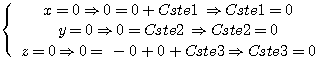 x = 0 ⇒ 0 = 0 + Cste1 ⇒ Cste1 = 0
y = 0 ⇒ 0 = Cste2 ⇒ Cste2 = 0
z = 0 ⇒ 0 = − 0 + 0 + Cste3 ⇒ Cste3 = 0